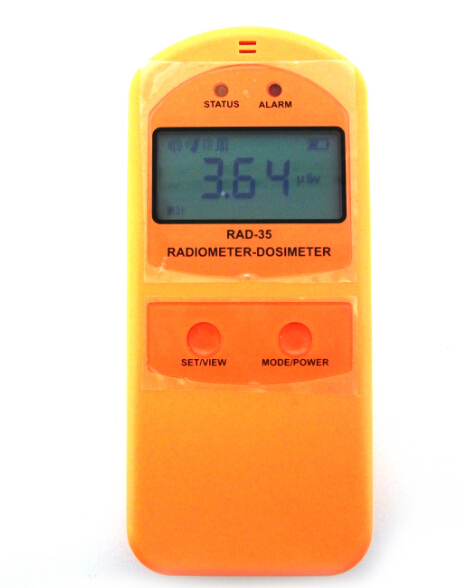 STATUS ALARM
3.64 µSv
RAD-35
RADIOMETER-DOSIMETER
SET/VIEW MODE/POWER